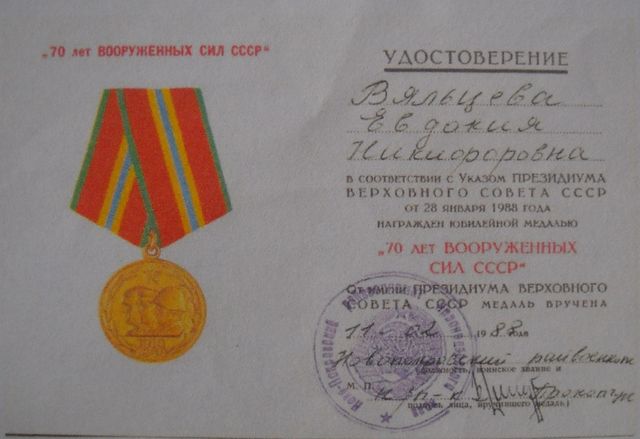 „70 лет ВООРУЖЕННЫХ СИЛ СССР“
УДОСТОВЕРЕНИЕ
Вяльцева
Евдокия
Никифоровна
В СООТВЕТСТВИИ С УКАЗОМ ПРЕЗИДИУМА
ВЕРХОВНОГО СОВЕТА СССР
ОТ 28 ЯНВАРЯ 1988 ГОДА
НАГРАЖДЕН ЮБИЛЕЙНОЙ МЕДАЛЬЮ
„70 лет ВООРУЖЕННЫХ
СИЛ СССР“
ОТ ИМЕНИ ПРЕЗИДИУМА ВЕРХОВНОГО
СОВЕТА СССР МЕДАЛЬ ВРУЧЕНА
1988 года
должность, воинское звание и
М. П.
подпись лица, вручившего медаль)